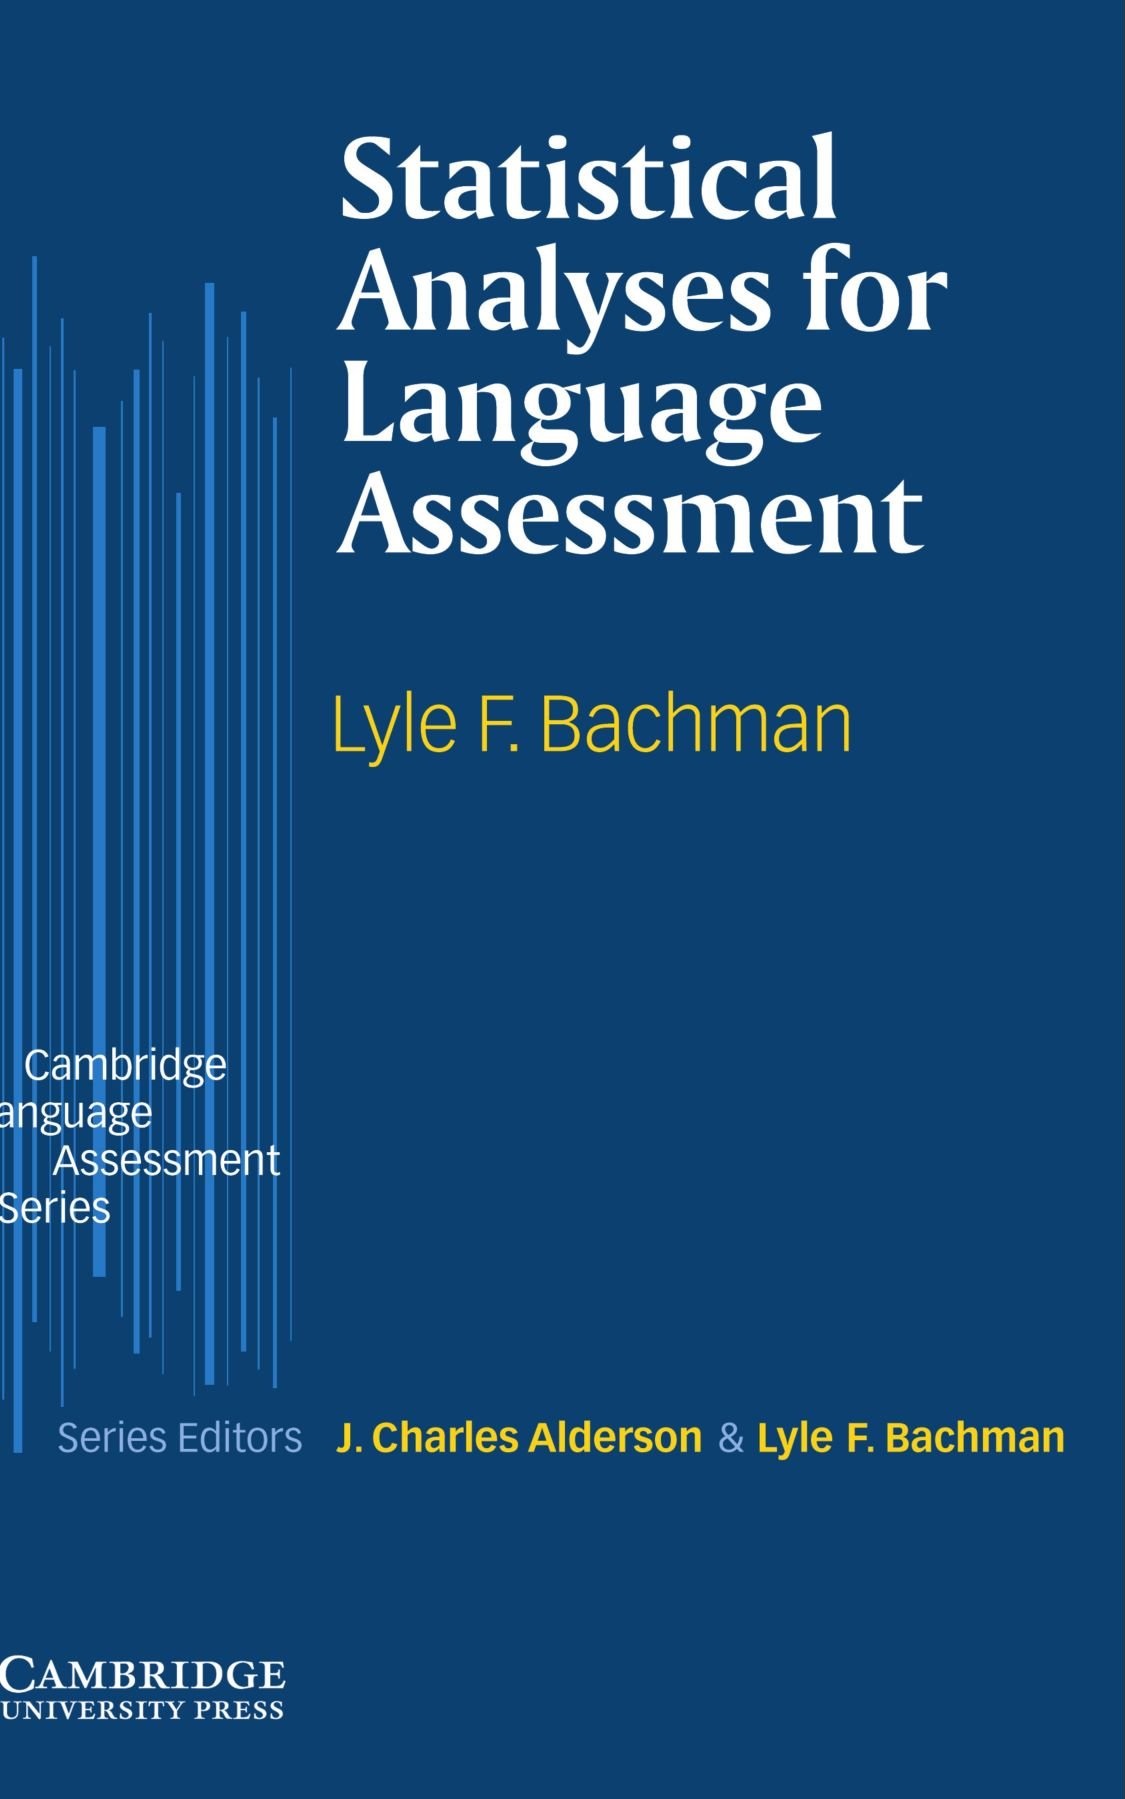 Statistical
Analyses for
Language
Assessment
Lyle F. Bachman
Cambridge
anguage
Assessment
Series
Series Editors J. Charles Alderson & Lyle F. Bachman
CAMBRIDGE
UNIVERSITY PRESS